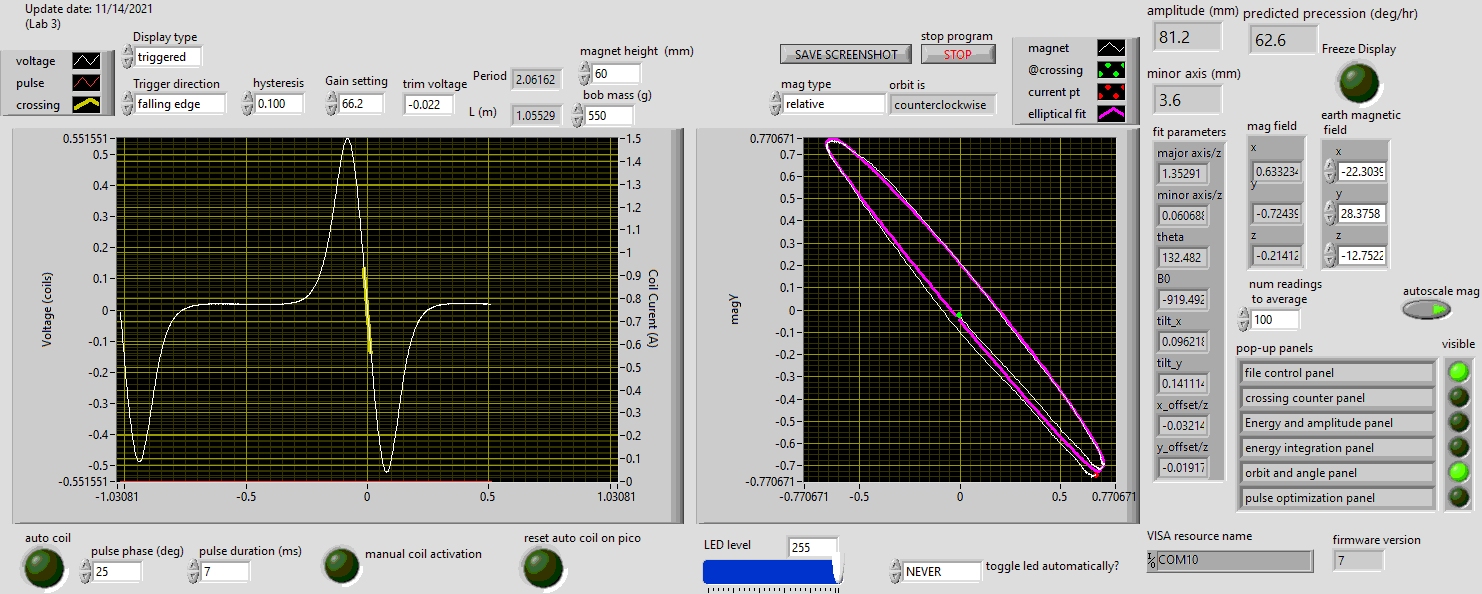 Update date: 11/14/2021
(Lab 3)
voltage
pulse
crossing
Display type
triggered
Trigger direction
falling edge
hysteresis
0.100
Gain setting
66.2
trim voltage
-0.022
Period
2.06162
L (m)
1.05529
magnet height (mm)
60
bob mass (g)
550
SAVE SCREENSHOT
stop program
STOP
mag type
relative
orbit is
counterclockwise
magnet
@crossing
current pt
elliptical fit
amplitude (mm)
81.2
predicted precession (deg/hr)
62.6
minor axis (mm)
3.6
Freeze Display
0.551551
0.5
0.4
0.3
0.2
0.1
0
-0.1
-0.2
-0.3
-0.4
-0.5
-0.551551
Voltage (coils)
-1.03081
-0.5
0
0.5
1.03081
1.5
1.4
1.3
1.2
1.1
1
0.9
0.8
0.7
0.6
0.5
0.4
0.3
0.2
0.1
0
Coil Curent (A)
0.770671
0.7
0.6
0.5
0.4
0.3
0.2
0.1
0
-0.1
-0.2
-0.3
-0.4
-0.5
-0.6
-0.7
-0.770671
magy
-0.770671
-0.5
0
0.5
0.770671
fit parameters
major axis/z
1.35291
minor axis/z
0.060688
theta
132.482
B0
-919.492
tilt_x
0.096218
tilt_y
0.141114
x_offset/z
-0.03214
y_offset/z
-0.01917
mag field
x
0.633234
y
-0.72439
z
-0.21412
earth magnetic
field
x
-22.3039
y
28.3758
z
-12.7522
num readings
to average
100
autoscale mag
pop-up panels
visible
file control panel
crossing counter panel
Energy and amplitude panel
energy integration panel
orbit and angle panel
pulse optimization panel
auto coil
pulse phase (deg)
25
pulse duration (ms)
7
manual coil activation
reset auto coil on pico
LED level
255
NEVER
toggle led automatically?
VISA resource name
COM10
firmware version
7